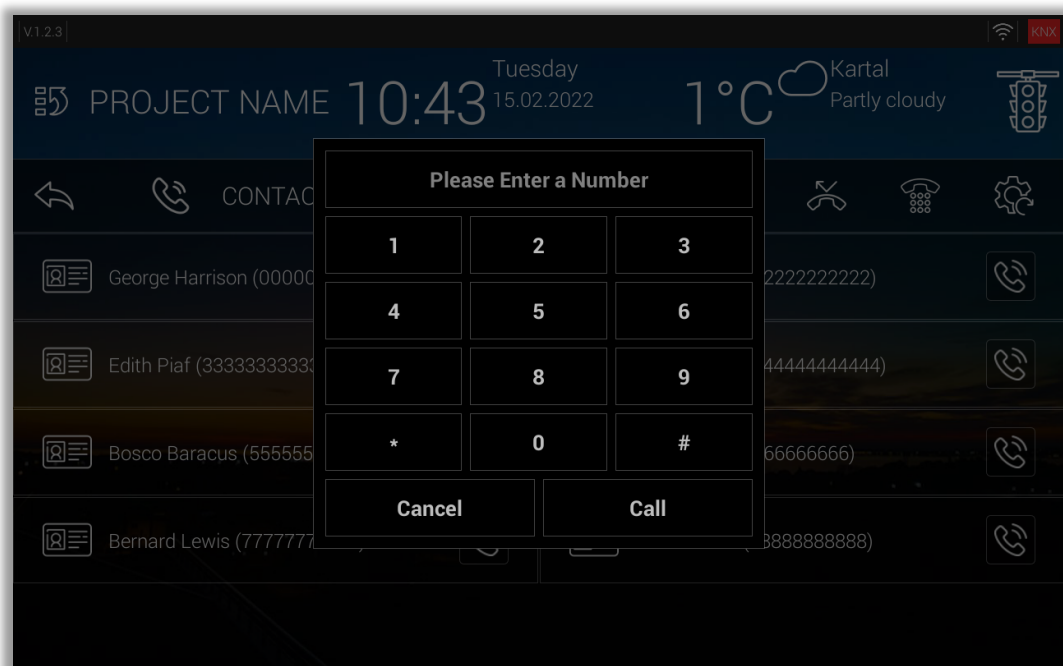 V.1.2.3
KNX
PROJECT NAME
10:43
Tuesday
15.02.2022
1°C
Kartal
Partly cloudy
CONTAC
Please Enter a Number
1 2 3
4 5 6
7 8 9
* 0 #
Cancel Call
George Harrison (00000
2222222222)
Edith Piaf (33333333333
44444444444)
Bosco Baracus (555555
66666666)
Bernard Lewis (7777777
8888888888)